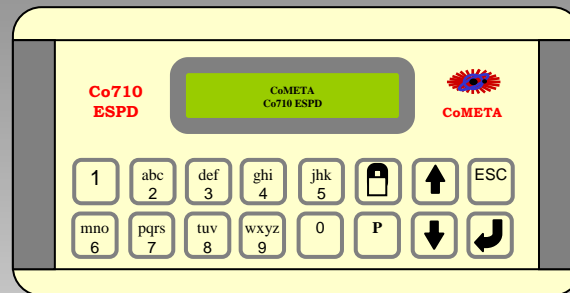 Co710
ESPD
CoMETA
Co710 ESPD
CoMETA
1
abc
2
def
3
ghi
4
jhk
5
ESC
mno
6
pqrs
7
tuv
8
wxyz
9
0
P